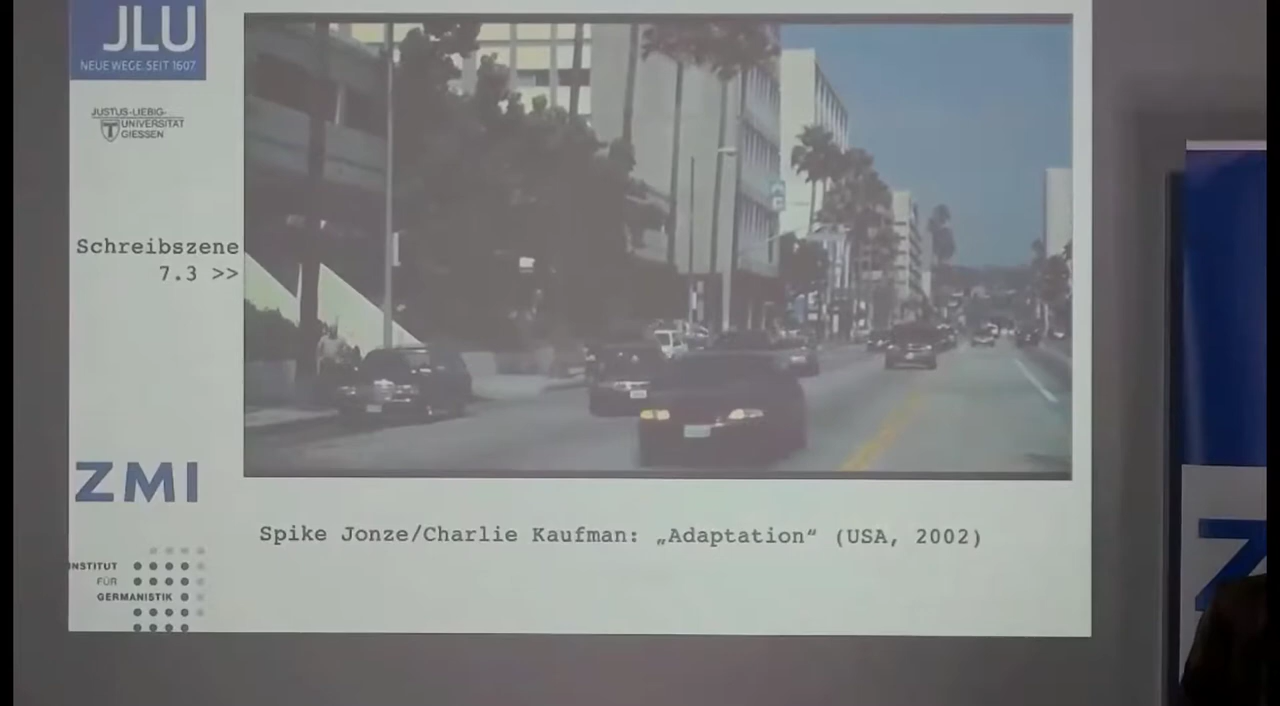 JLU
NEUE WEGE. SEIT 1607
JUSTUS-LIEBIG-
UNIVERSITÄT
GIESSEN
Schreibszene
7.3 >>
ZMI
INSTITUT
FÜR
GERMANISTIK
Spike Jonze/Charlie Kaufman: „Adaptation“ (USA, 2002)